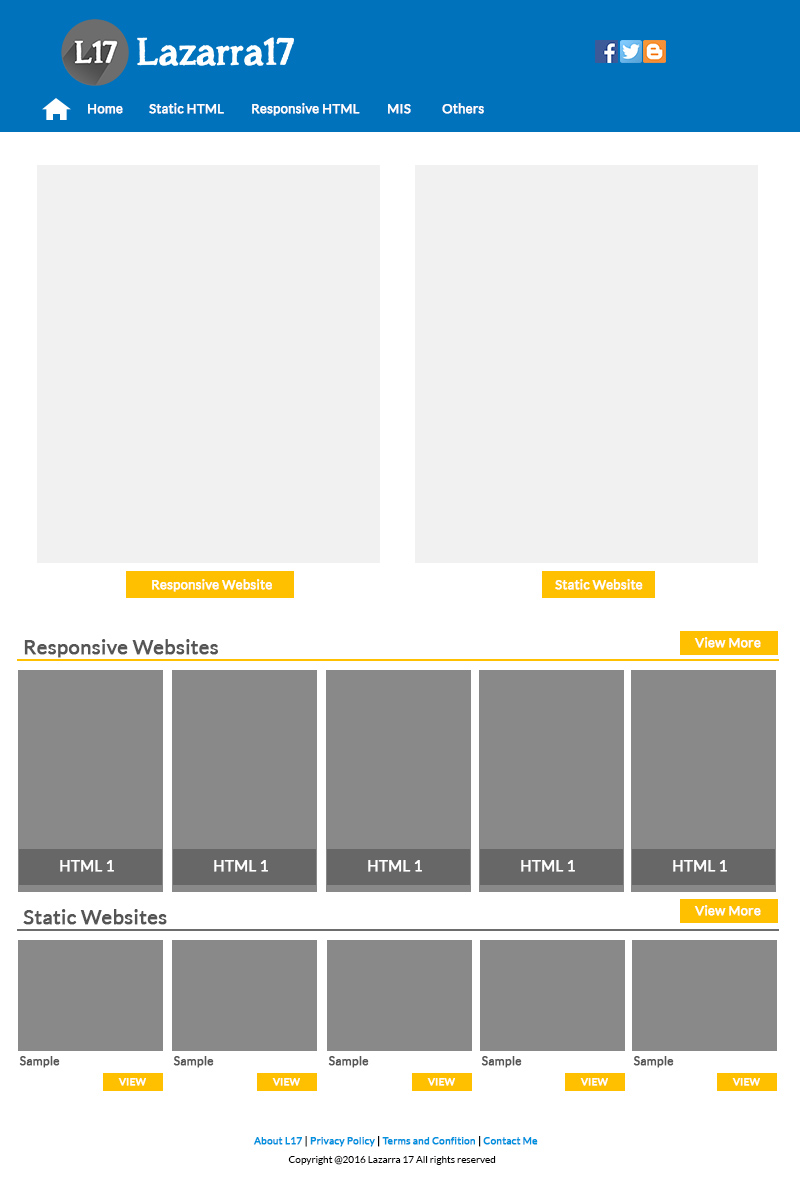 L17 Lazarra17
Home Static HTML Responsive HTML MIS Others
Responsive Website Static Website
Responsive Websites View More
HTML 1 HTML 1 HTML 1 HTML 1 HTML 1
Static Websites View More
Sample Sample Sample Sample Sample
VIEW VIEW VIEW VIEW VIEW
About L17 | Privacy Policy | Terms and Confition | Contact Me
Copyright @2016 Lazarra 17 All rights reserved